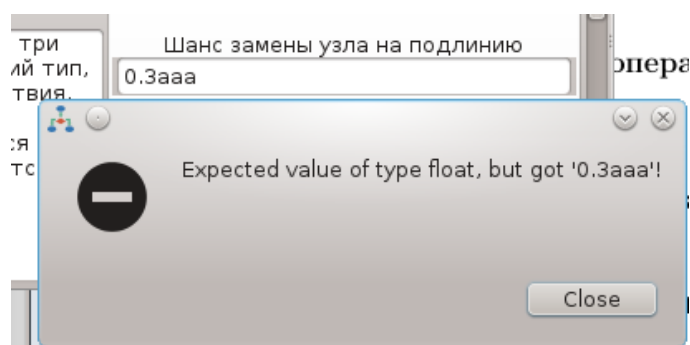 три
Шанс замены узла на подлинию
ий тип,
0.3aaa
опера
твия.
Expected value of type float, but got '0.3aaa'!
Close